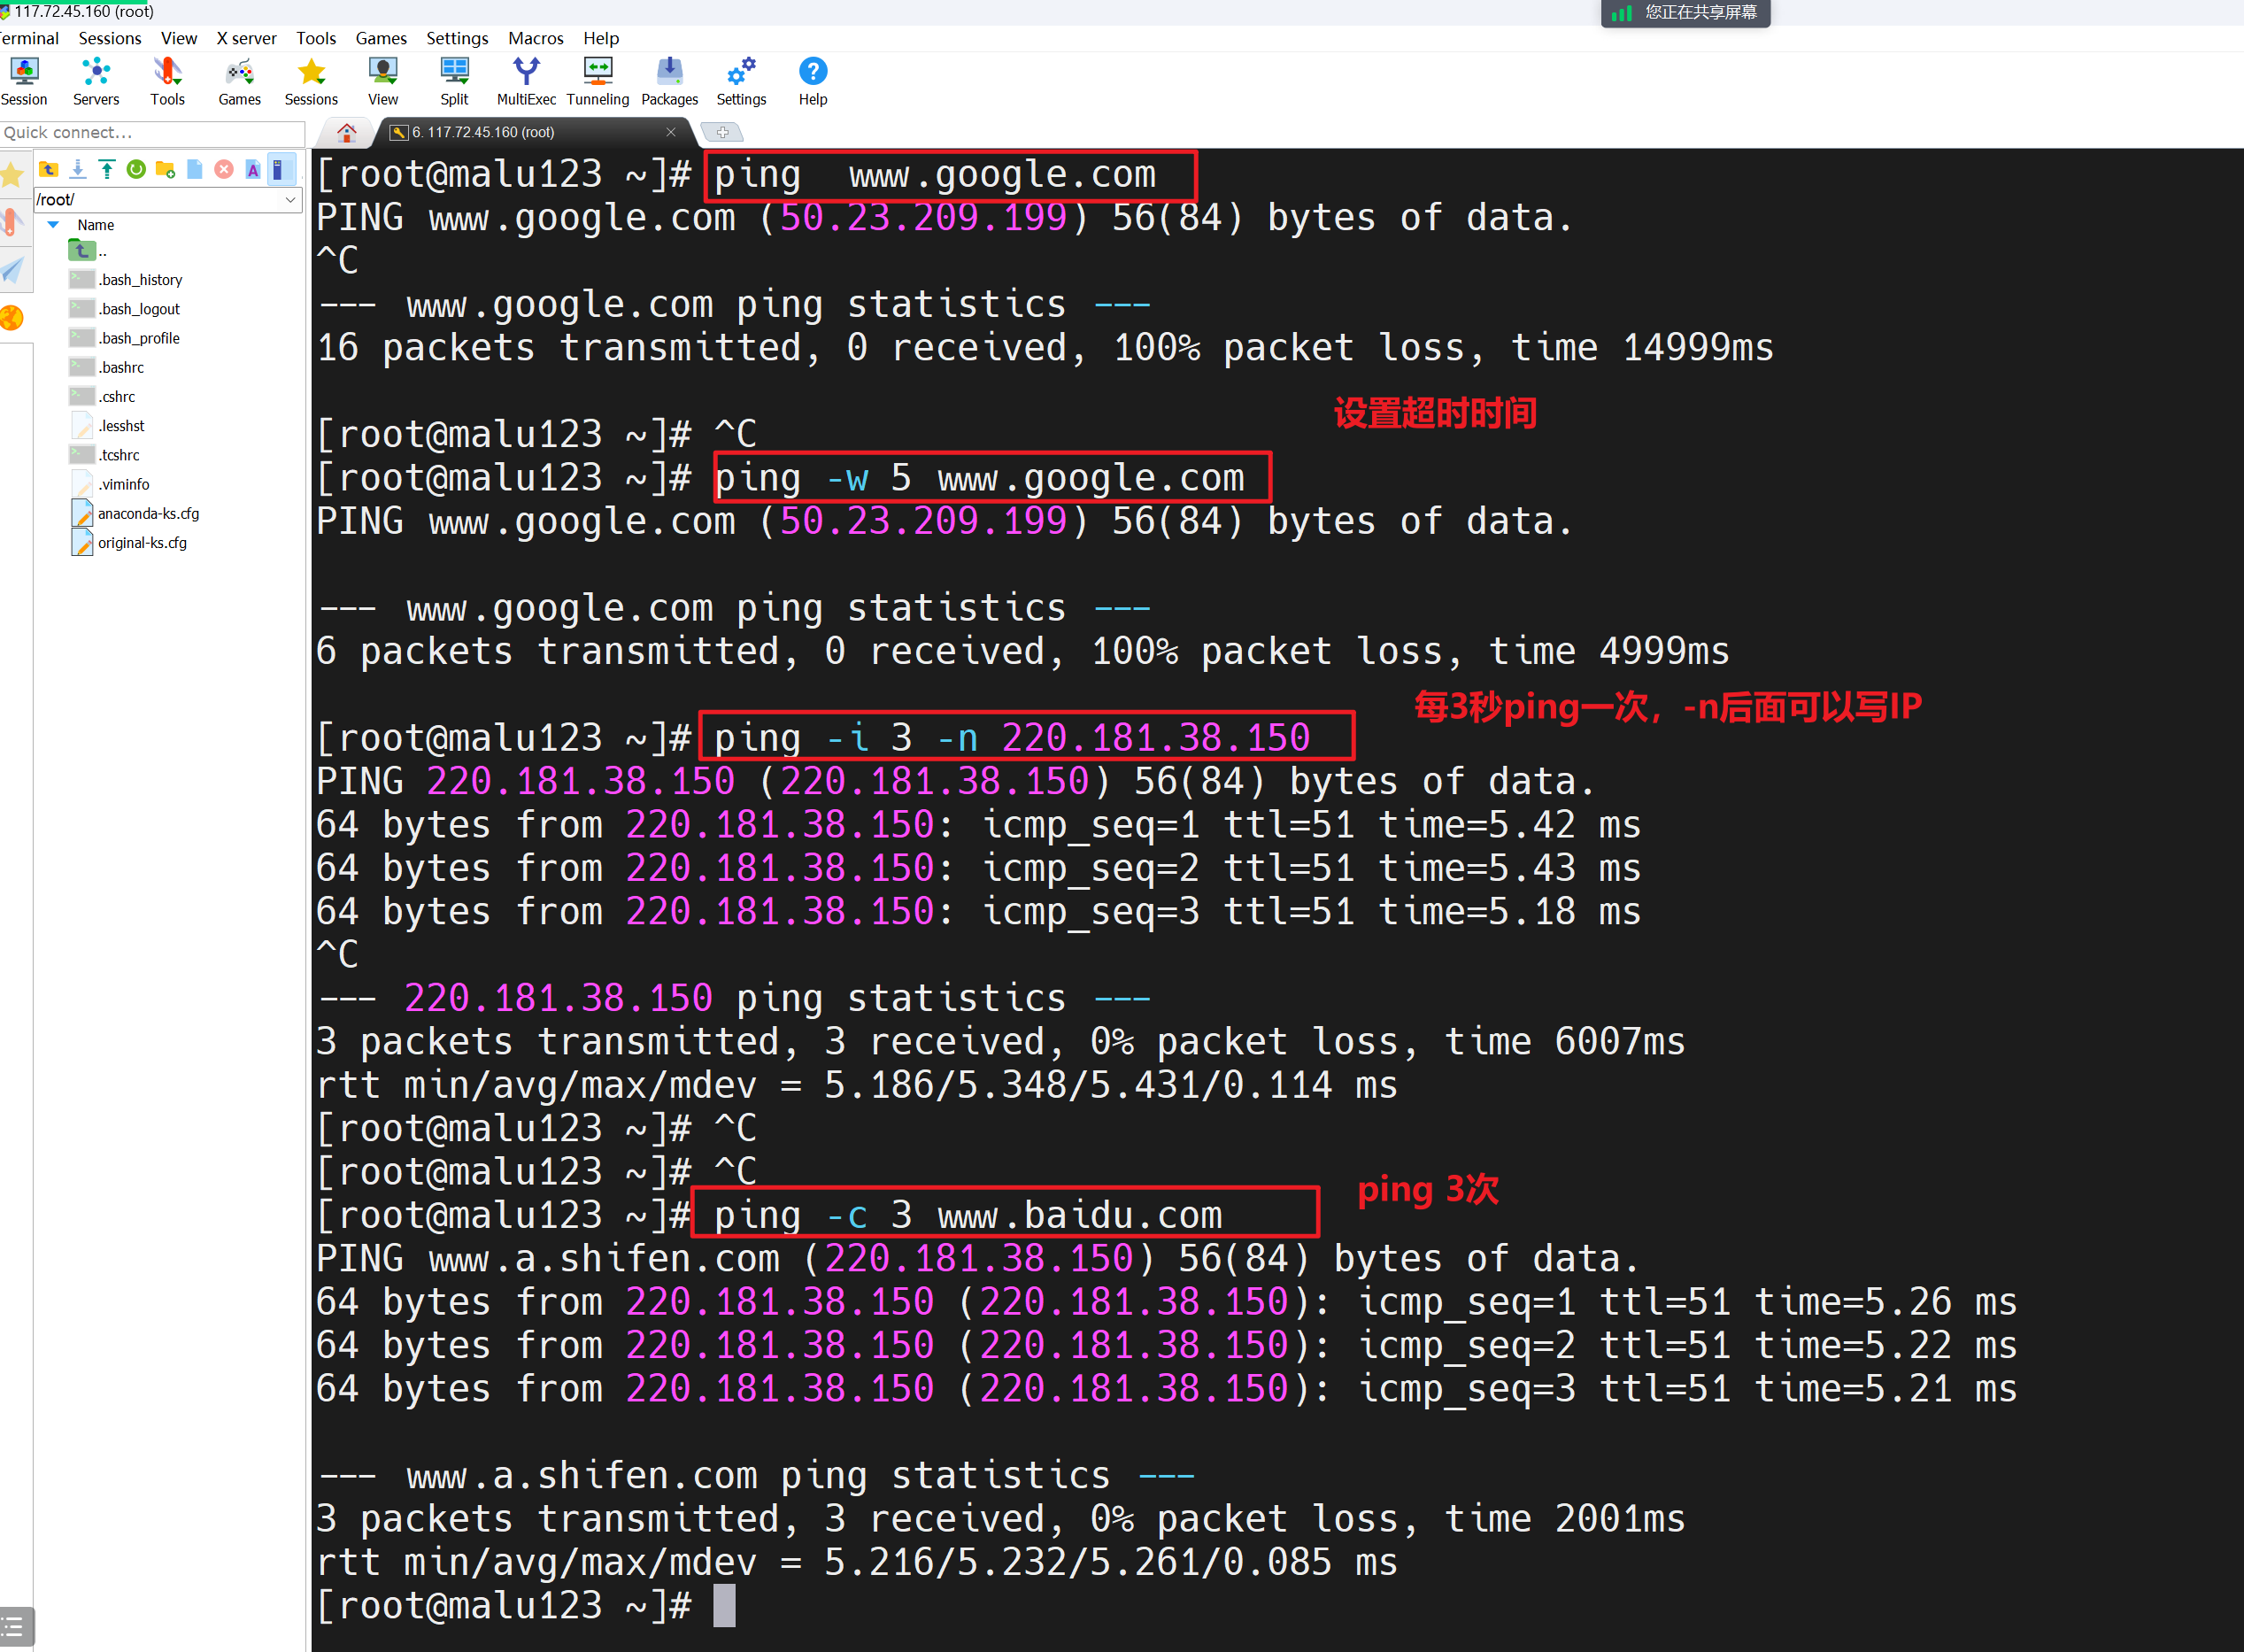 117.72.45.160 (root)
您正在共享屏幕
Terminal Sessions View X server Tools Games Settings Macros Help
Session Servers Tools Games Sessions View Split MultiExec Tunneling Packages Settings Help
Quick connect...
6. 117.72.45.160 (root)
/root/
Name
..
.bash_history
.bash_logout
.bash_profile
.bashrc
.cshrc
.lesshst
.tcshrc
.viminfo
anaconda-ks.cfg
original-ks.cfg
[root@malu123 ~]# ping  www.google.com
PING www.google.com (50.23.209.199) 56(84) bytes of data.
^C
--- www.google.com ping statistics ---
16 packets transmitted, 0 received, 100% packet loss, time 14999ms
设置超时时间
[root@malu123 ~]# ^C
[root@malu123 ~]# ping -w 5 www.google.com
PING www.google.com (50.23.209.199) 56(84) bytes of data.
--- www.google.com ping statistics ---
6 packets transmitted, 0 received, 100% packet loss, time 4999ms
每3秒ping一次，-n后面可以写IP
[root@malu123 ~]# ping -i 3 -n 220.181.38.150
PING 220.181.38.150 (220.181.38.150) 56(84) bytes of data.
64 bytes from 220.181.38.150: icmp_seq=1 ttl=51 time=5.42 ms
64 bytes from 220.181.38.150: icmp_seq=2 ttl=51 time=5.43 ms
64 bytes from 220.181.38.150: icmp_seq=3 ttl=51 time=5.18 ms
^C
--- 220.181.38.150 ping statistics ---
3 packets transmitted, 3 received, 0% packet loss, time 6007ms
rtt min/avg/max/mdev = 5.186/5.348/5.431/0.114 ms
[root@malu123 ~]# ^C
[root@malu123 ~]# ^C
ping 3次
[root@malu123 ~]# ping -c 3 www.baidu.com
PING www.a.shifen.com (220.181.38.150) 56(84) bytes of data.
64 bytes from 220.181.38.150 (220.181.38.150): icmp_seq=1 ttl=51 time=5.26 ms
64 bytes from 220.181.38.150 (220.181.38.150): icmp_seq=2 ttl=51 time=5.22 ms
64 bytes from 220.181.38.150 (220.181.38.150): icmp_seq=3 ttl=51 time=5.21 ms
--- www.a.shifen.com ping statistics ---
3 packets transmitted, 3 received, 0% packet loss, time 2001ms
rtt min/avg/max/mdev = 5.216/5.232/5.261/0.085 ms
[root@malu123 ~]#